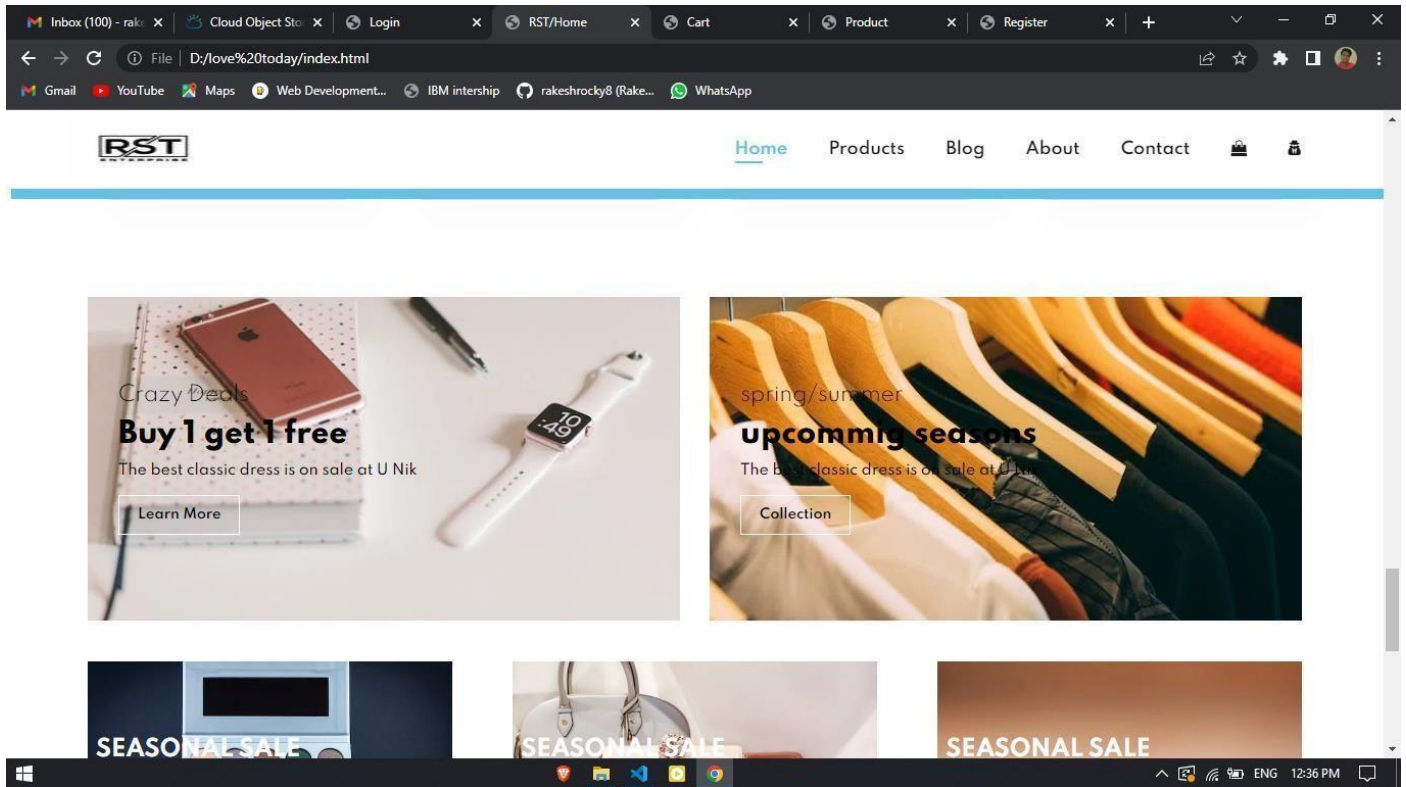 Inbox (100) - rak
Cloud Object Sto
Login
RST/Home
Cart
Product
Register
File D:/love%20today/index.html
Gmail
YouTube
Maps
Web Development...
IBM intership
rakeshrocky8 (Rake...
WhatsApp
RST
ENTERPRISE
Home Products Blog About Contact
Crazy Deals
Buy 1 get 1 free
The best classic dress is on sale at U Nik
Learn More
10
:49
spring/summer
upcommig seasons
The best classic dress is on sale at U Nik
Collection
SEASONAL SALE
SEASONAL SALE
SEASONAL SALE
ENG 12:36 PM